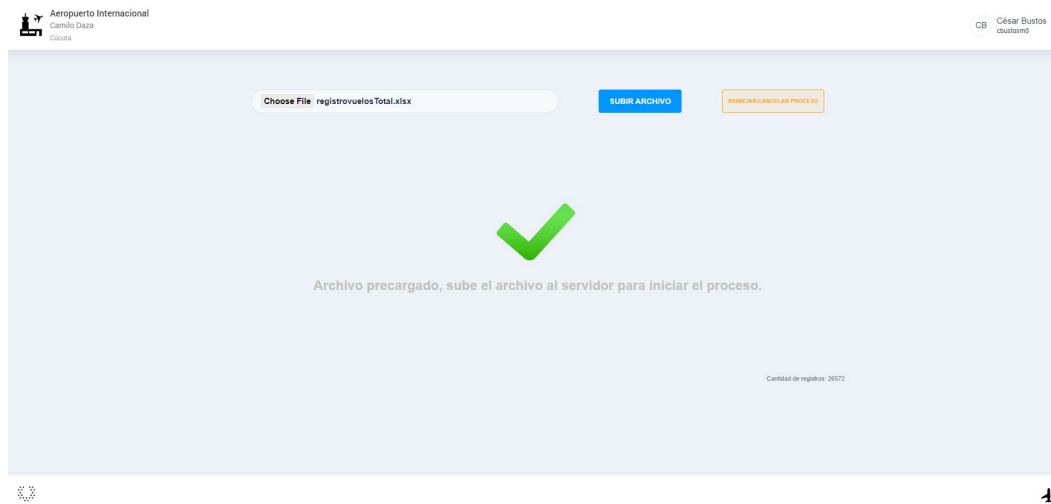 Aeropuerto Internacional
Camilo Daza
Cúcuta
CB
César Bustos
cbustosm0
Choose File registrovuelosTotal.xlsx
SUBIR ARCHIVO
REINICIAR/CANCELAR PROCESO
Archivo precargado, sube el archivo al servidor para iniciar el proceso.
Cantidad de registros: 26572